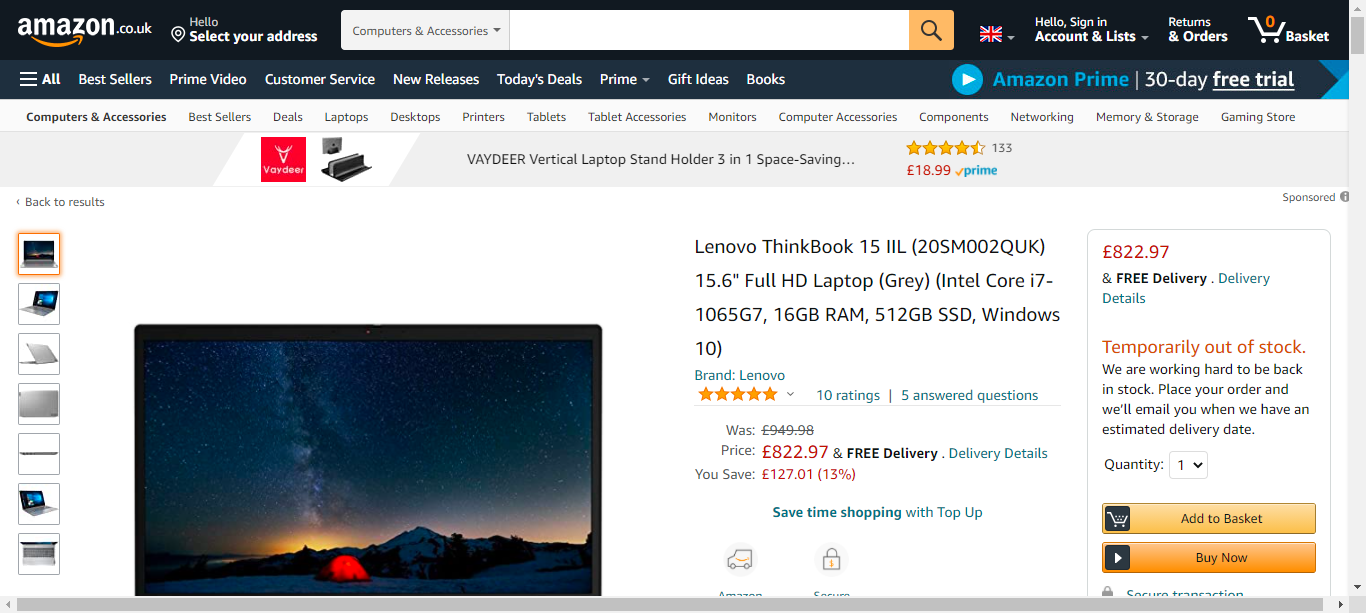 amazon.co.uk
Hello
Select your address
Computers & Accessories
Hello, Sign in
Account & Lists
Returns
& Orders
0
Basket
All
Best Sellers
Prime Video
Customer Service
New Releases
Today's Deals
Prime
Gift Ideas
Books
Amazon Prime | 30-day free trial
Computers & Accessories
Best Sellers
Deals
Laptops
Desktops
Printers
Tablets
Tablet Accessories
Monitors
Computer Accessories
Components
Networking
Memory & Storage
Gaming Store
Vaydeer
VAYDEER Vertical Laptop Stand Holder 3 in 1 Space-Saving...
133
£18.99 prime
Sponsored
‹ Back to results
Lenovo ThinkBook 15 IIL (20SM002QUK)
15.6" Full HD Laptop (Grey) (Intel Core i7-
1065G7, 16GB RAM, 512GB SSD, Windows
10)
Brand: Lenovo
10 ratings | 5 answered questions
Was: £949.98
Price: £822.97 & FREE Delivery . Delivery Details
You Save: £127.01 (13%)
Save time shopping with Top Up
Amazon
Secure
£822.97
& FREE Delivery . Delivery
Details
Temporarily out of stock.
We are working hard to be back
in stock. Place your order and
we'll email you when we have an
estimated delivery date.
Quantity: 1
Add to Basket
Buy Now
Secure transaction